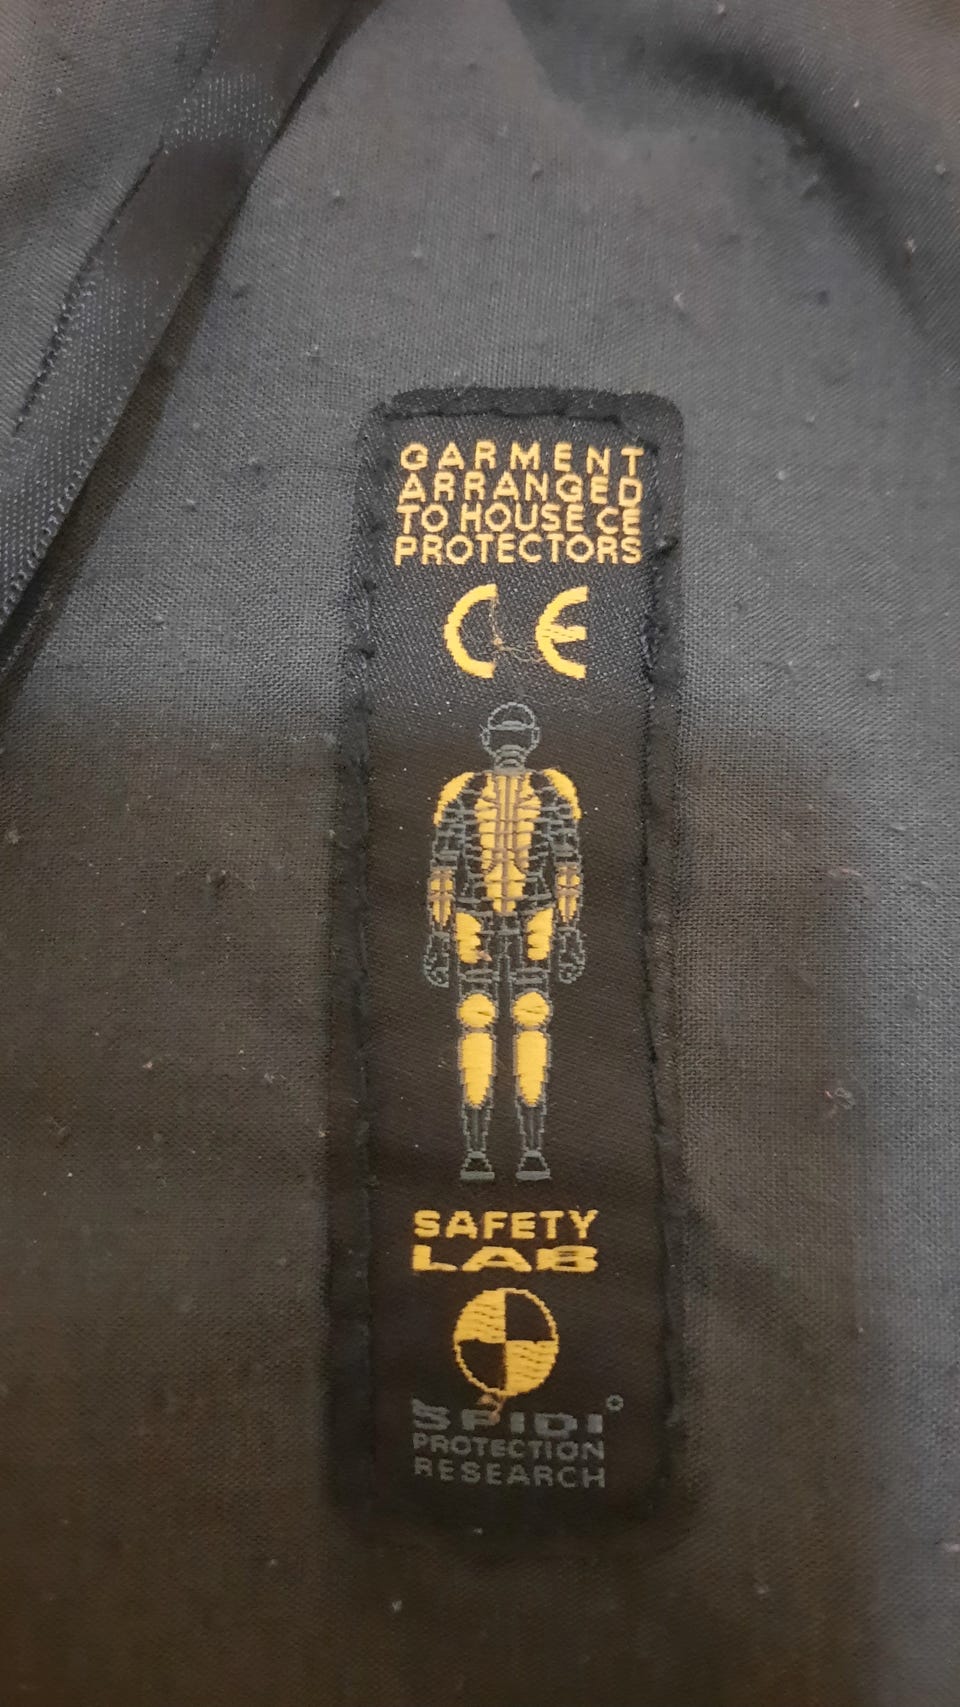 GARMENT
ARRANGED
TO HOUSE CE
PROTECTORS
CE
SAFETY
LAB
SPIDI
PROTECTION
RESEARCH